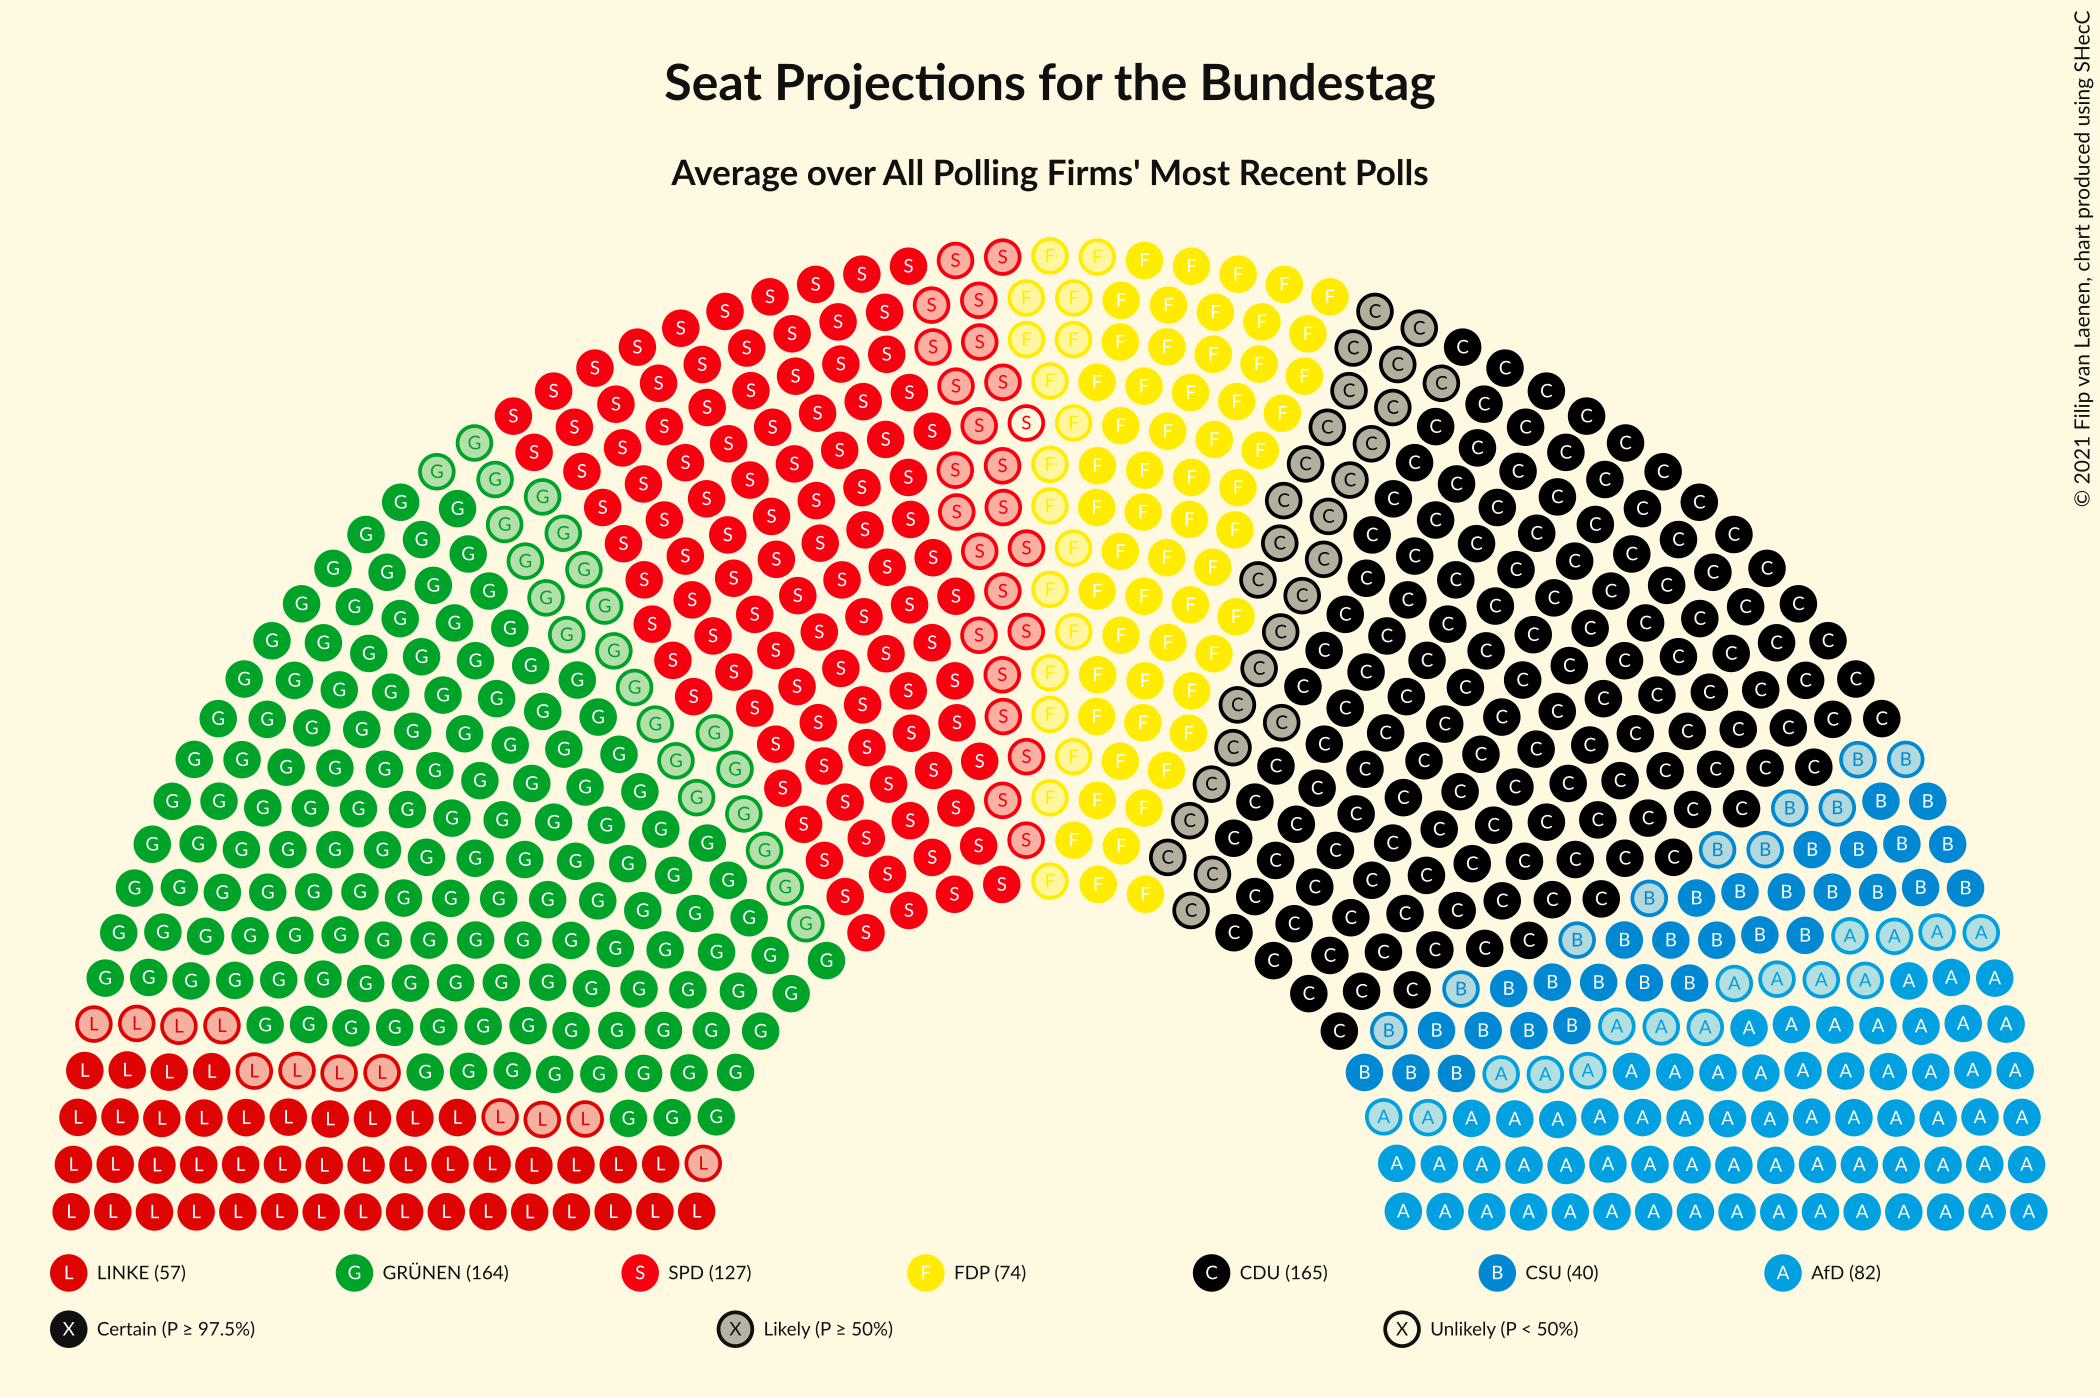 Seat Projections for the Bundestag
Average over All Polling Firms' Most Recent Polls
© 2021 Filip van Laenen, chart produced using SHecC
L LINKE (57)
G GRÜNEN (164)
S SPD (127)
F FDP (74)
C CDU (165)
B CSU (40)
A AfD (82)
X Certain (P ≥ 97.5%)
X Likely (P ≥ 50%)
X Unlikely (P < 50%)